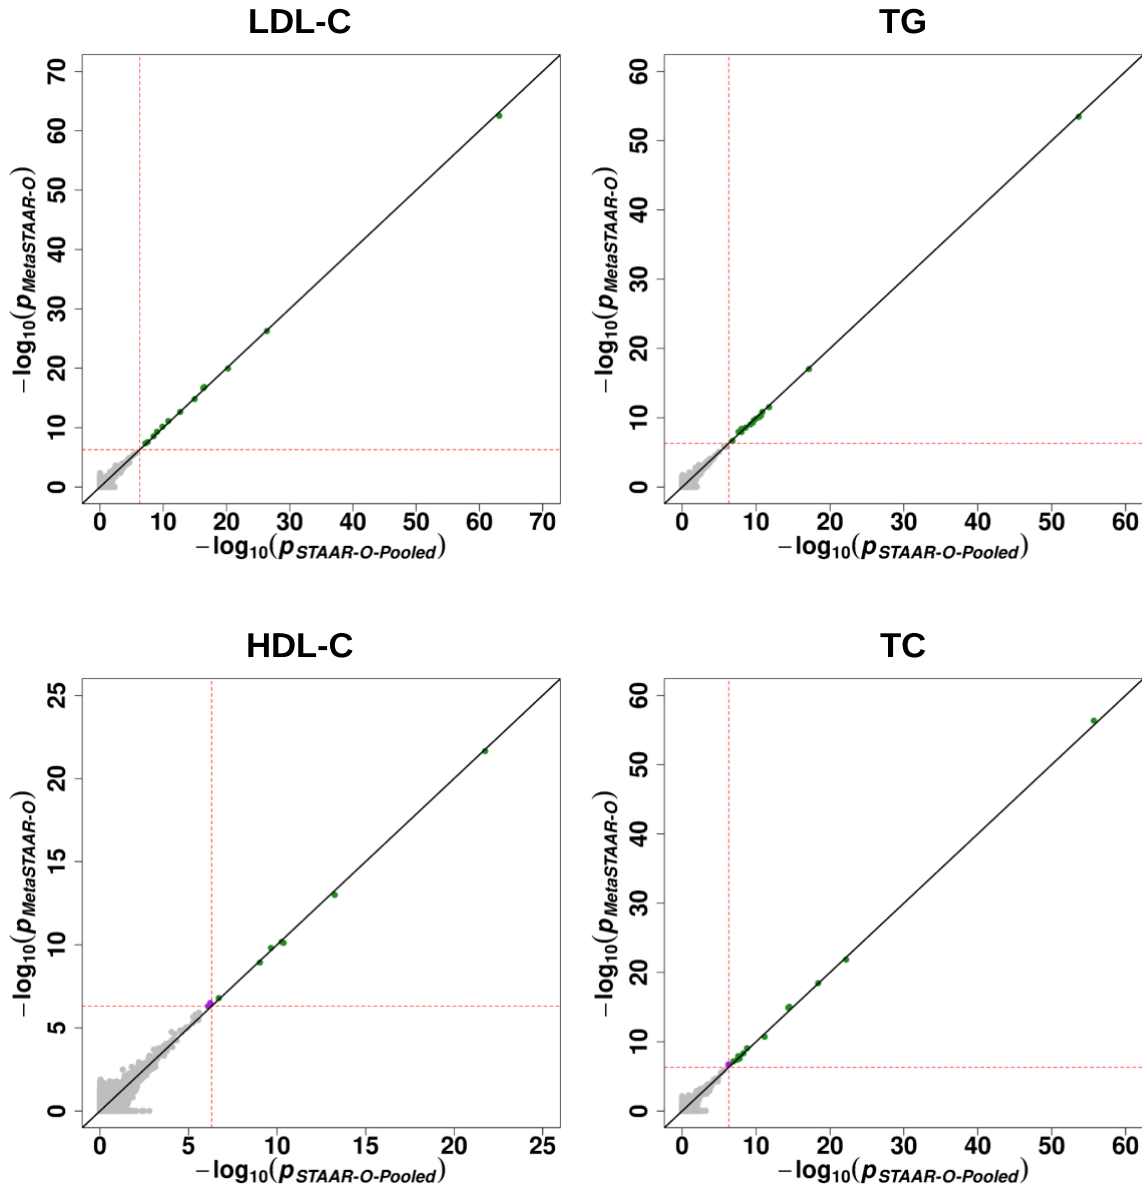 LDL-C
70
60
50
40
30
20
10
0
−log10(pMetaSTAAR-O)
0 10 20 30 40 50 60 70
−log10(pSTAAR-O-Pooled)
TG
60
50
40
30
20
10
0
−log10(pMetaSTAAR-O)
0 10 20 30 40 50 60
−log10(pSTAAR-O-Pooled)
HDL-C
25
20
15
10
5
0
−log10(pMetaSTAAR-O)
0 5 10 15 20 25
−log10(pSTAAR-O-Pooled)
TC
60
50
40
30
20
10
0
−log10(pMetaSTAAR-O)
0 10 20 30 40 50 60
−log10(pSTAAR-O-Pooled)